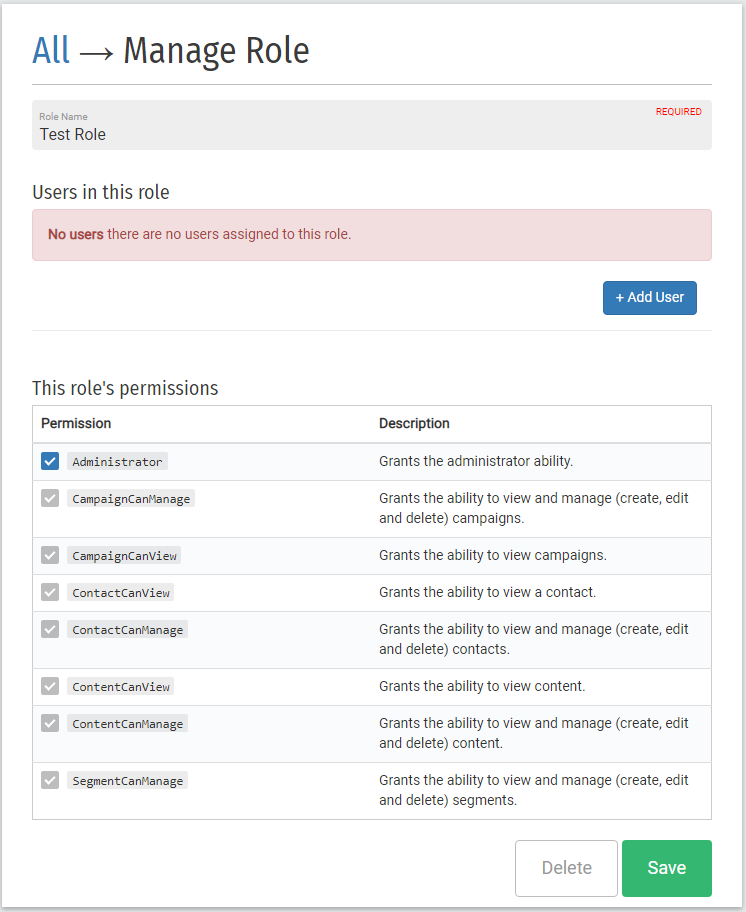 All → Manage Role
Role Name
REQUIRED
Test Role
Users in this role
No users there are no users assigned to this role.
+ Add User
This role's permissions
Permission Description
Administrator Grants the administrator ability.
CampaignCanManage Grants the ability to view and manage (create, edit
and delete) campaigns.
CampaignCanView Grants the ability to view campaigns.
ContactCanView Grants the ability to view a contact.
ContactCanManage Grants the ability to view and manage (create, edit
and delete) contacts.
ContentCanView Grants the ability to view content.
ContentCanManage Grants the ability to view and manage (create, edit
and delete) content.
SegmentCanManage Grants the ability to view and manage (create, edit
and delete) segments.
Delete Save